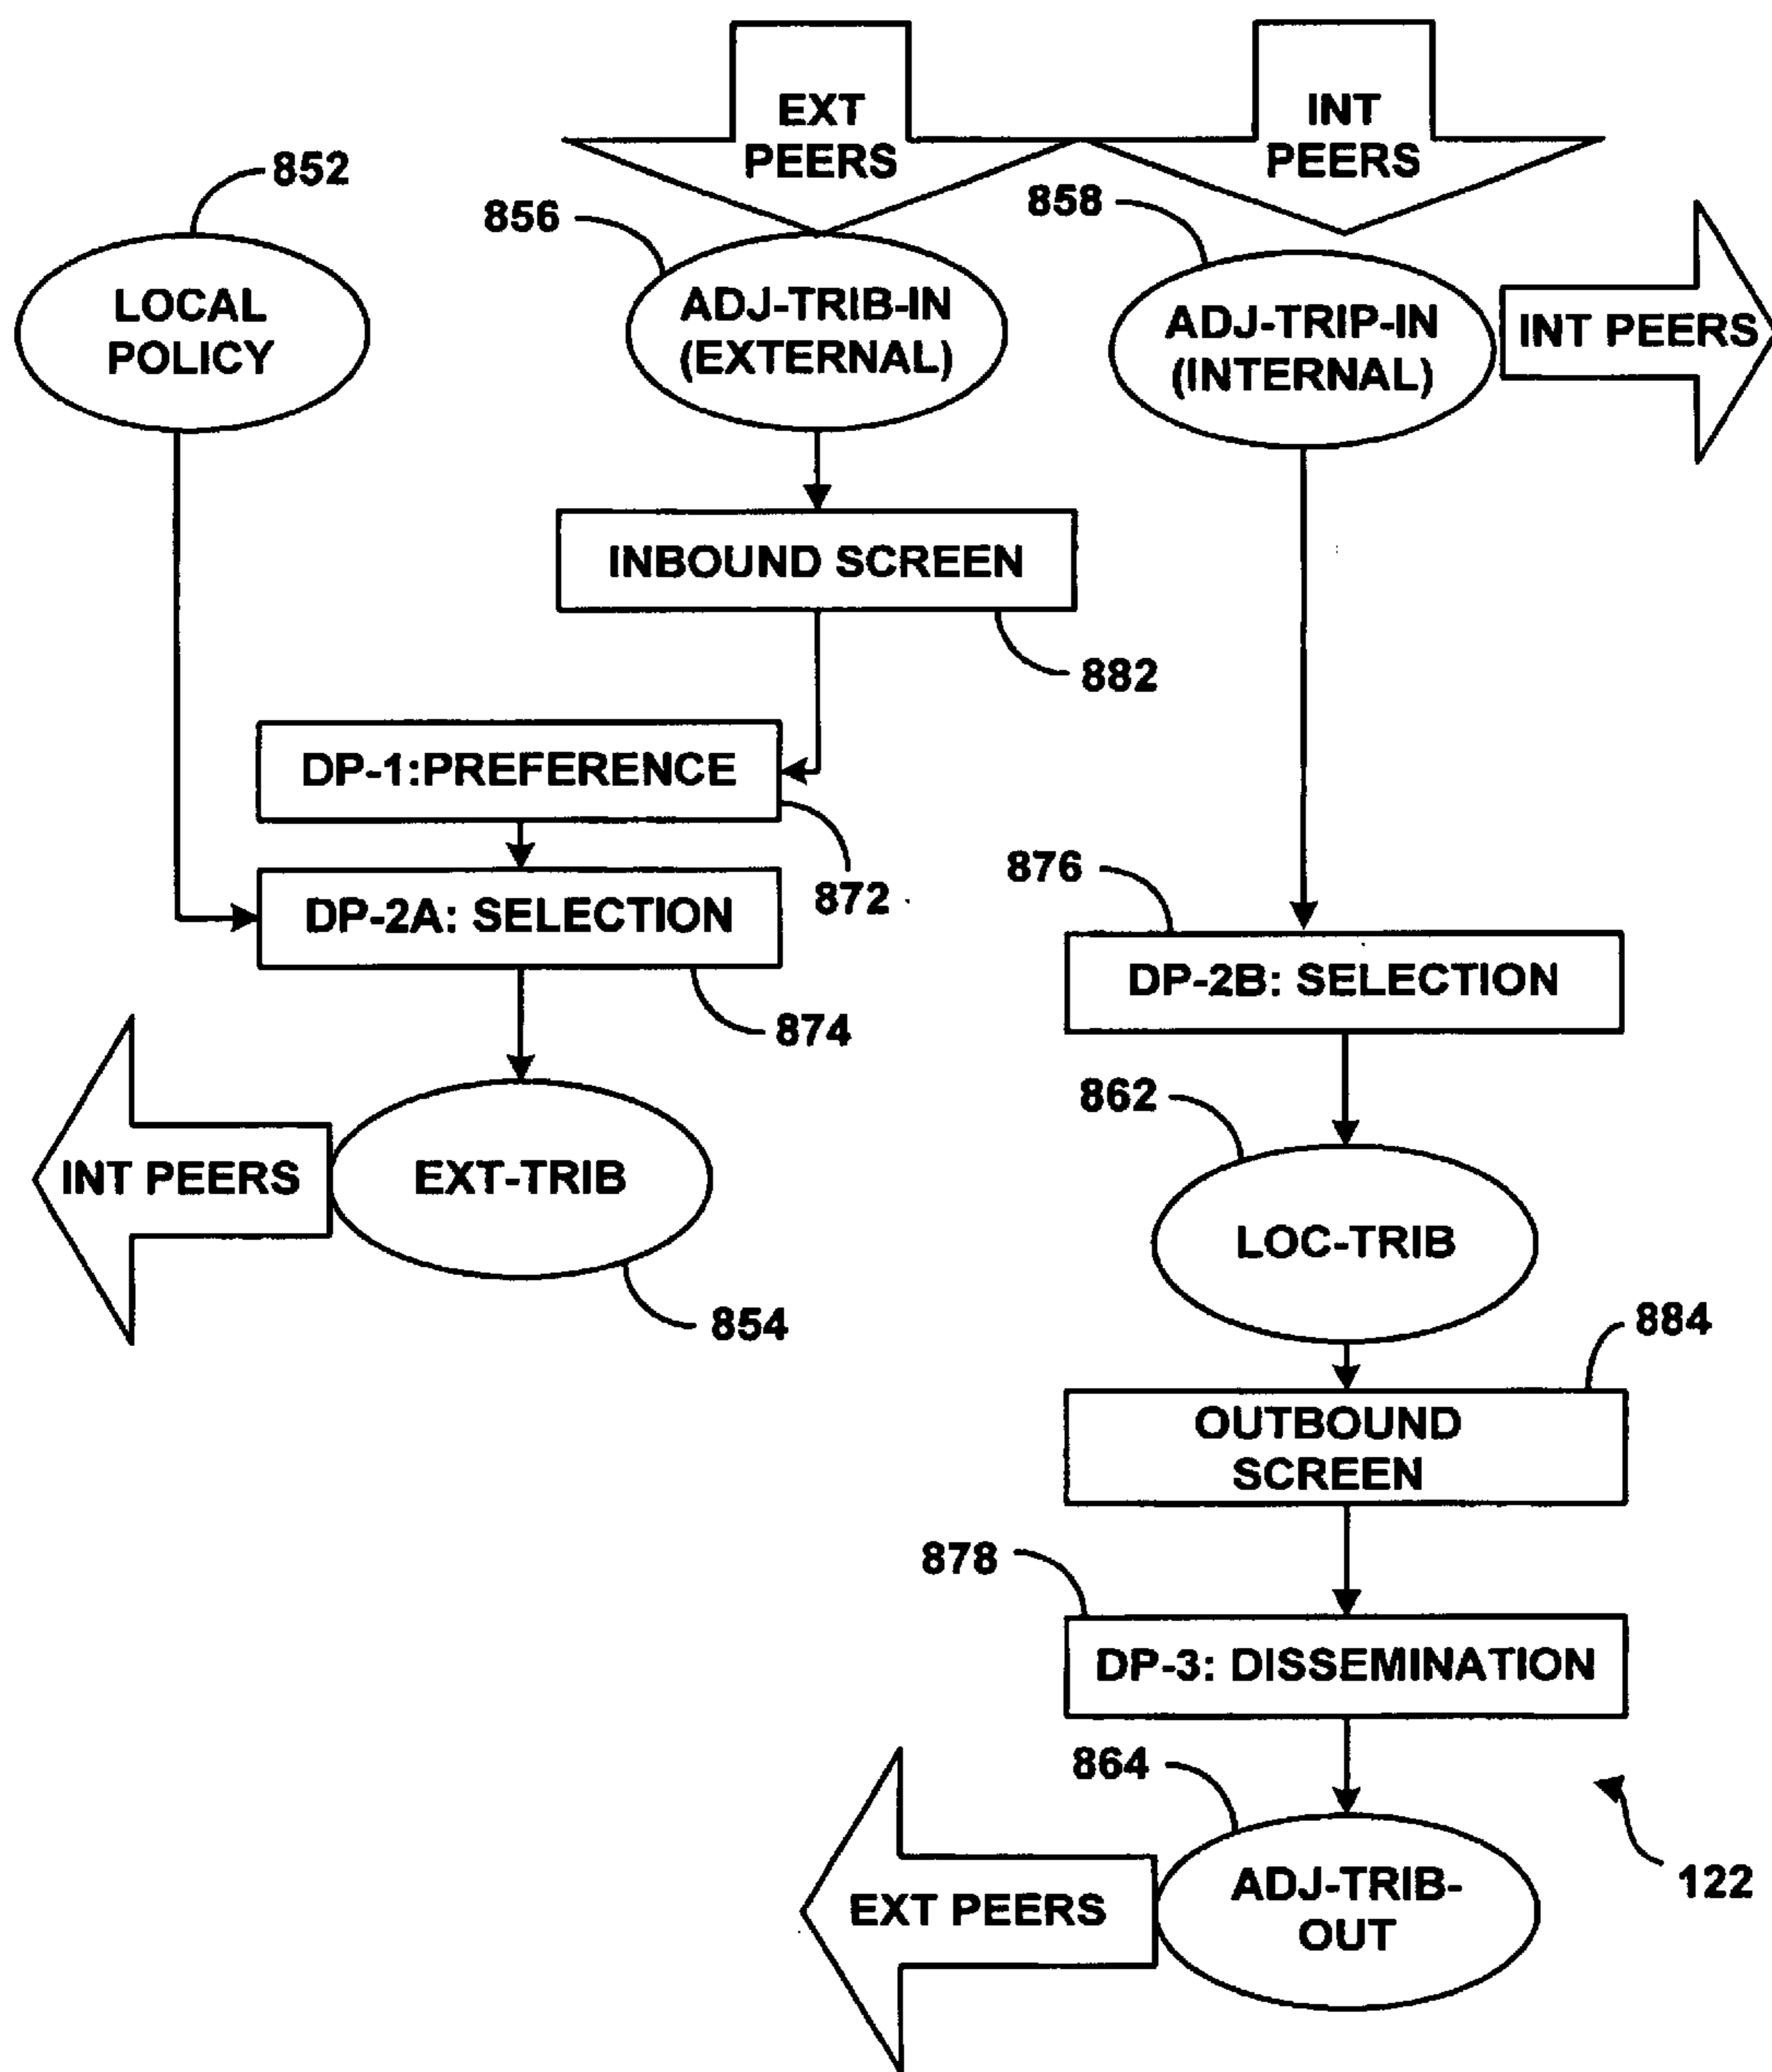 EXT
PEERS
INT
PEERS
852
856
858
LOCAL
POLICY
ADJ-TRIB-IN
(EXTERNAL)
ADJ-TRIP-IN
(INTERNAL)
INT PEERS
INBOUND SCREEN
882
DP-1:PREFERENCE
872
876
DP-2A: SELECTION
DP-2B: SELECTION
874
862
INT PEERS
EXT-TRIB
LOC-TRIB
854
884
OUTBOUND
SCREEN
878
DP-3: DISSEMINATION
864
EXT PEERS
ADJ-TRIB-
OUT
122